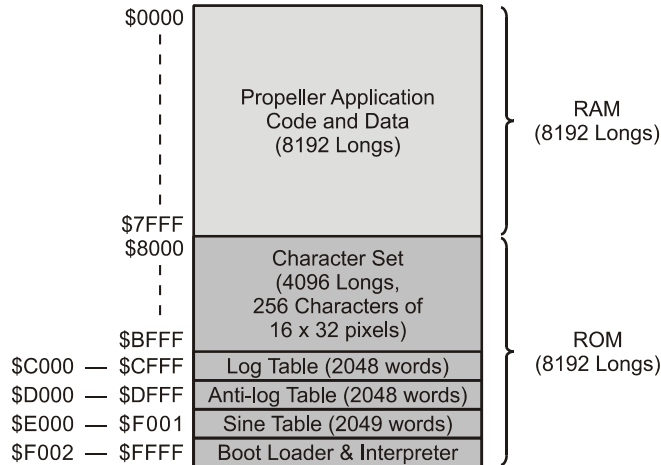 $0000
Propeller Application
Code and Data
(8192 Longs)
RAM
(8192 Longs)
$7FFF
$8000
Character Set
(4096 Longs,
256 Characters of
16 x 32 pixels)
$BFFF
ROM
(8192 Longs)
$C000 — $CFFF Log Table (2048 words)
$D000 — $DFFF Anti-log Table (2048 words)
$E000 — $F001 Sine Table (2049 words)
$F002 — $FFFF Boot Loader & Interpreter